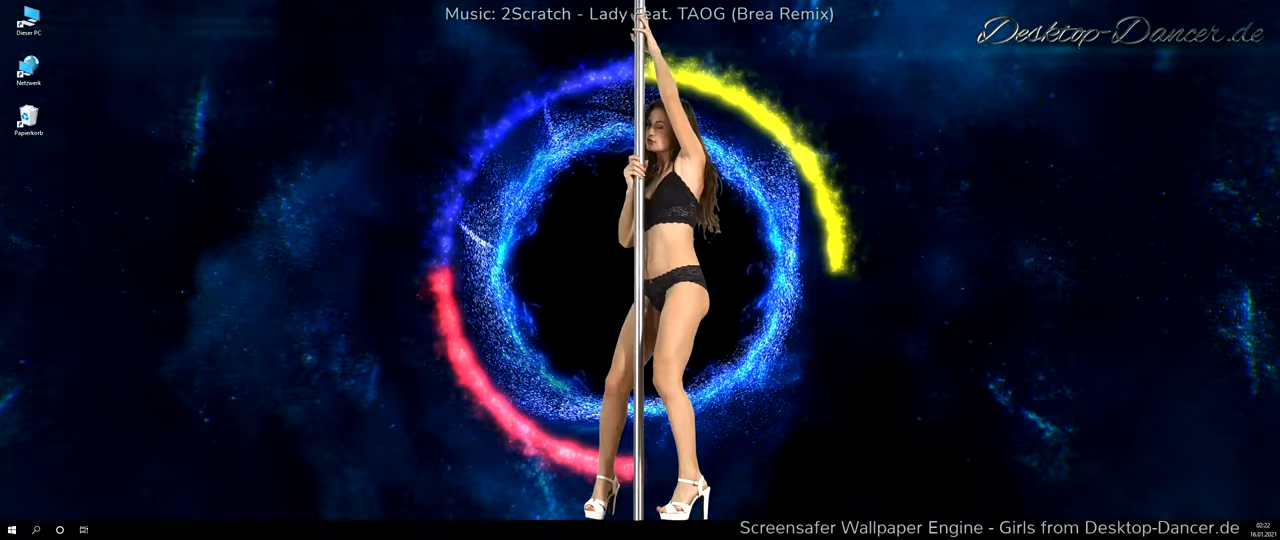 Music: 2Scratch - Lady Feat. TAOG (Brea Remix)
Desktop-Dancer.de
Dieser PC
Netzwerk
Papierkorb
Screensafer Wallpaper Engine - Girls from Desktop-Dancer.de
02:22
16.01.2021